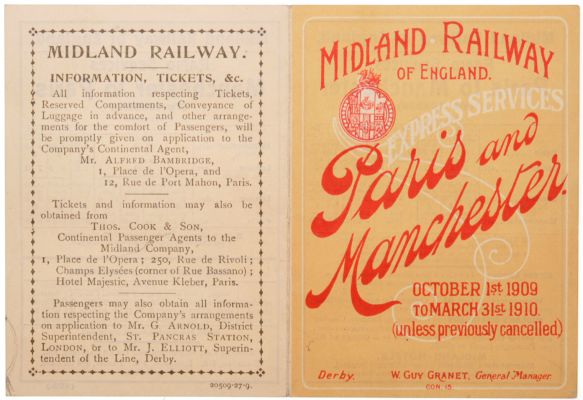 MIDLAND RAILWAY.
INFORMATION, TICKETS, &c.
All information respecting Tickets,
Reserved Compartments, Conveyance of
Luggage in advance, and other arrange-
ments for the comfort of Passengers, will
be promptly given on application to the
Company's Continental Agent,
Mr. ALFRED BAMBRIDGE,
1, Place de l'Opera, and
12, Rue de Port Mahon, Paris.
Tickets and information may also be
obtained from
THOS. COOK & SON,
Continental Passenger Agents to the
Midland Company,
1, Place de l'Opera; 250, Rue de Rivoli;
Champs Elysées (corner of Rue Bassano);
Hotel Majestic, Avenue Kleber, Paris.
Passengers may also obtain all informa-
tion respecting the Company's arrangements
on application to Mr. G. ARNOLD, District
Superintendent, ST. PANCRAS STATION,
LONDON, or to Mr. J. ELLIOTT, Superin-
tendent of the Line, Derby.
20509-27-9.
MIDLAND RAILWAY
OF ENGLAND.
EXPRESS SERVICES
Paris and
Manchester.
OCTOBER 1st 1909
TO MARCH 31st 1910.
(unless previously cancelled)
Derby. W. GUY GRANET, General Manager.
CON. 15